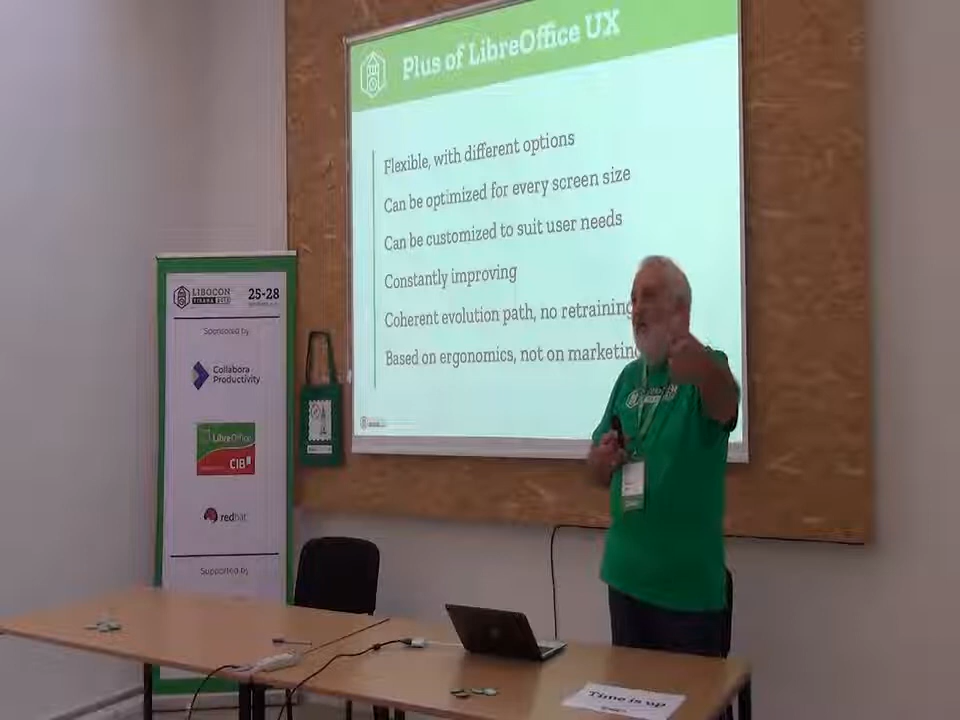 Plus of LibreOffice UX
Flexible, with different options
Can be optimized for every screen size
Can be customized to suit user needs
Constantly improving
Coherent evolution path, no retraining
Based on ergonomics, not on marketing
LIBOCON
TIRANA
25-28
Sponsored by
Collabora
Productivity
LibreOffice
CIB
redhat
Supported by
LIBOCON
Time is up